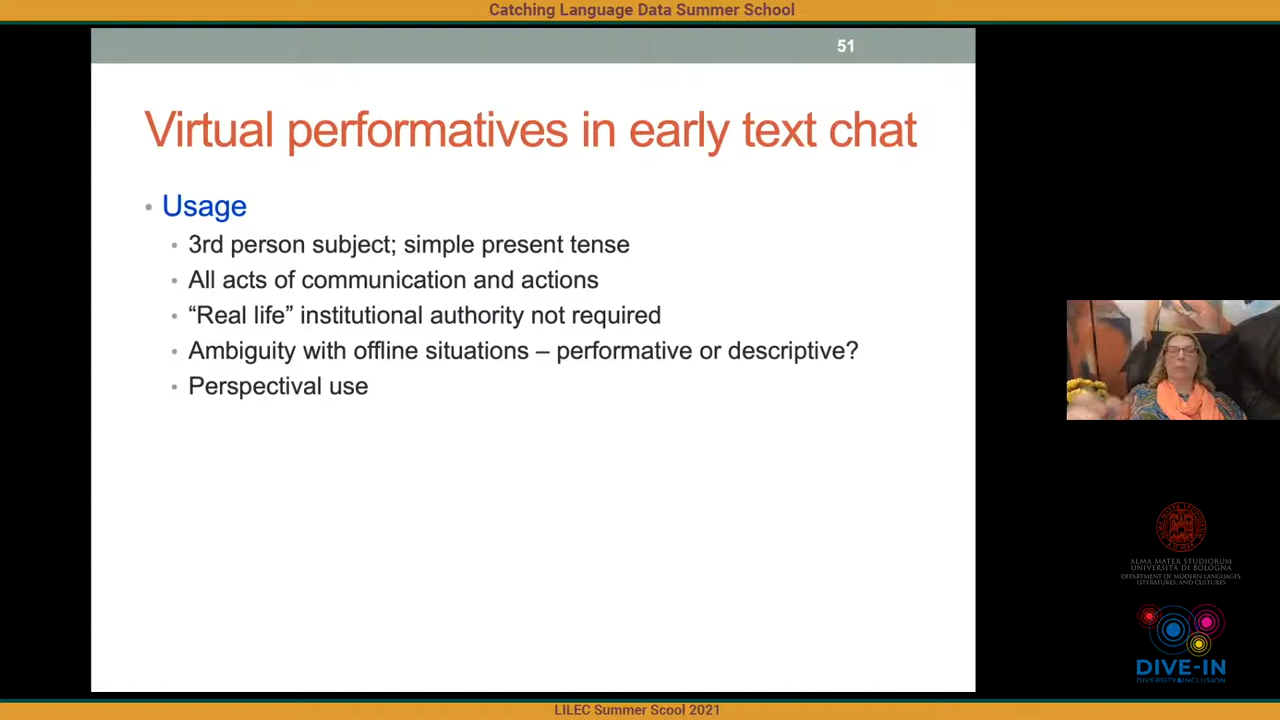 Catching Language Data Summer School
51
Virtual performatives in early text chat
• Usage
• 3rd person subject; simple present tense
• All acts of communication and actions
• “Real life” institutional authority not required
• Ambiguity with offline situations – performative or descriptive?
• Perspectival use
ALMA MATER STUDIORUM
UNIVERSITÀ DI BOLOGNA
DEPARTMENT OF MODERN LANGUAGES,
LITERATURES, AND CULTURES
DIVE-IN
DIVERSITY&INCLUSION
LILEC Summer Scool 2021